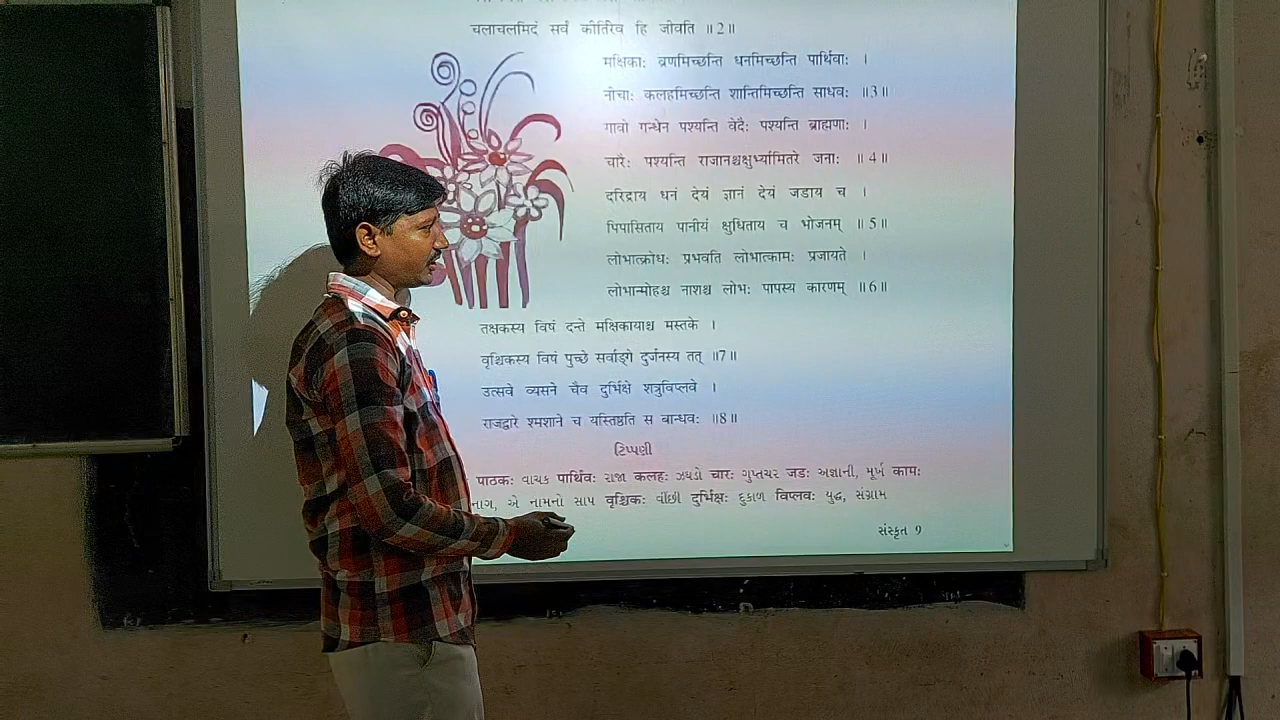 चलाचलमिदं सर्वं कीर्तिरेव हि जीवति ॥2॥
मक्षिकाः व्रणमिच्छन्ति धनमिच्छन्ति पार्थिवाः ।
नीचाः कलहमिच्छन्ति शान्तिमिच्छन्ति साधवः ॥3॥
गावो गन्धेन पश्यन्ति वेदैः पश्यन्ति ब्राह्मणाः ।
चारैः पश्यन्ति राजानश्चक्षुर्भ्यामितरे जनाः ॥4॥
दरिद्राय धनं देयं ज्ञानं देयं जडाय च ।
पिपासिताय पानीयं क्षुधिताय च भोजनम् ॥5॥
लोभात्क्रोधः प्रभवति लोभात्कामः प्रजायते ।
लोभान्मोहश्च नाशश्च लोभः पापस्य कारणम् ॥6॥
तक्षकस्य विषं दन्ते मक्षिकायाश्च मस्तके ।
वृश्चिकस्य विषं पुच्छे सर्वाङ्गे दुर्जनस्य तत् ॥7॥
उत्सवे व्यसने चैव दुर्भिक्षे शत्रुविप्लवे ।
राजद्वारे श्मशाने च यस्तिष्ठति स बान्धवः ॥8॥
ટિપ્પણી
पाठकः વાચક पार्थिवः રાજા कलहः ઝઘડો चारः ગુપ્તચર जडः અજ્ઞાની, મૂર્ખ कामः
નાગ, એ નામનો સાપ वृश्चिकः વીંછી दुर्भिक्षः દુકાળ विप्लवः યુદ્ધ, સંગ્રામ
સંસ્કૃત 9